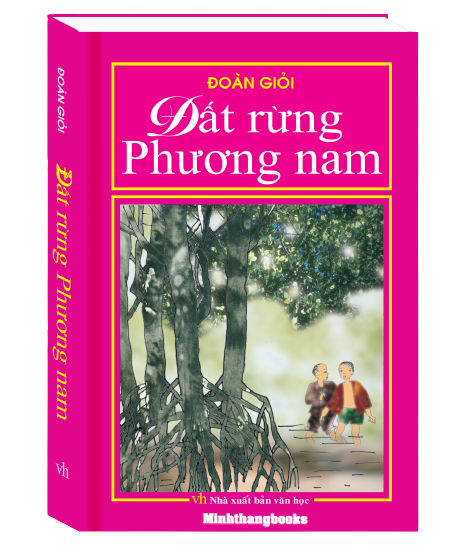 ĐOÀN GIỎI
Đất rừng
Phương nam
vh Nhà xuất bản văn học
Minhthangbooks
ĐOÀN GIỎI
Đất rừng Phương nam
vh